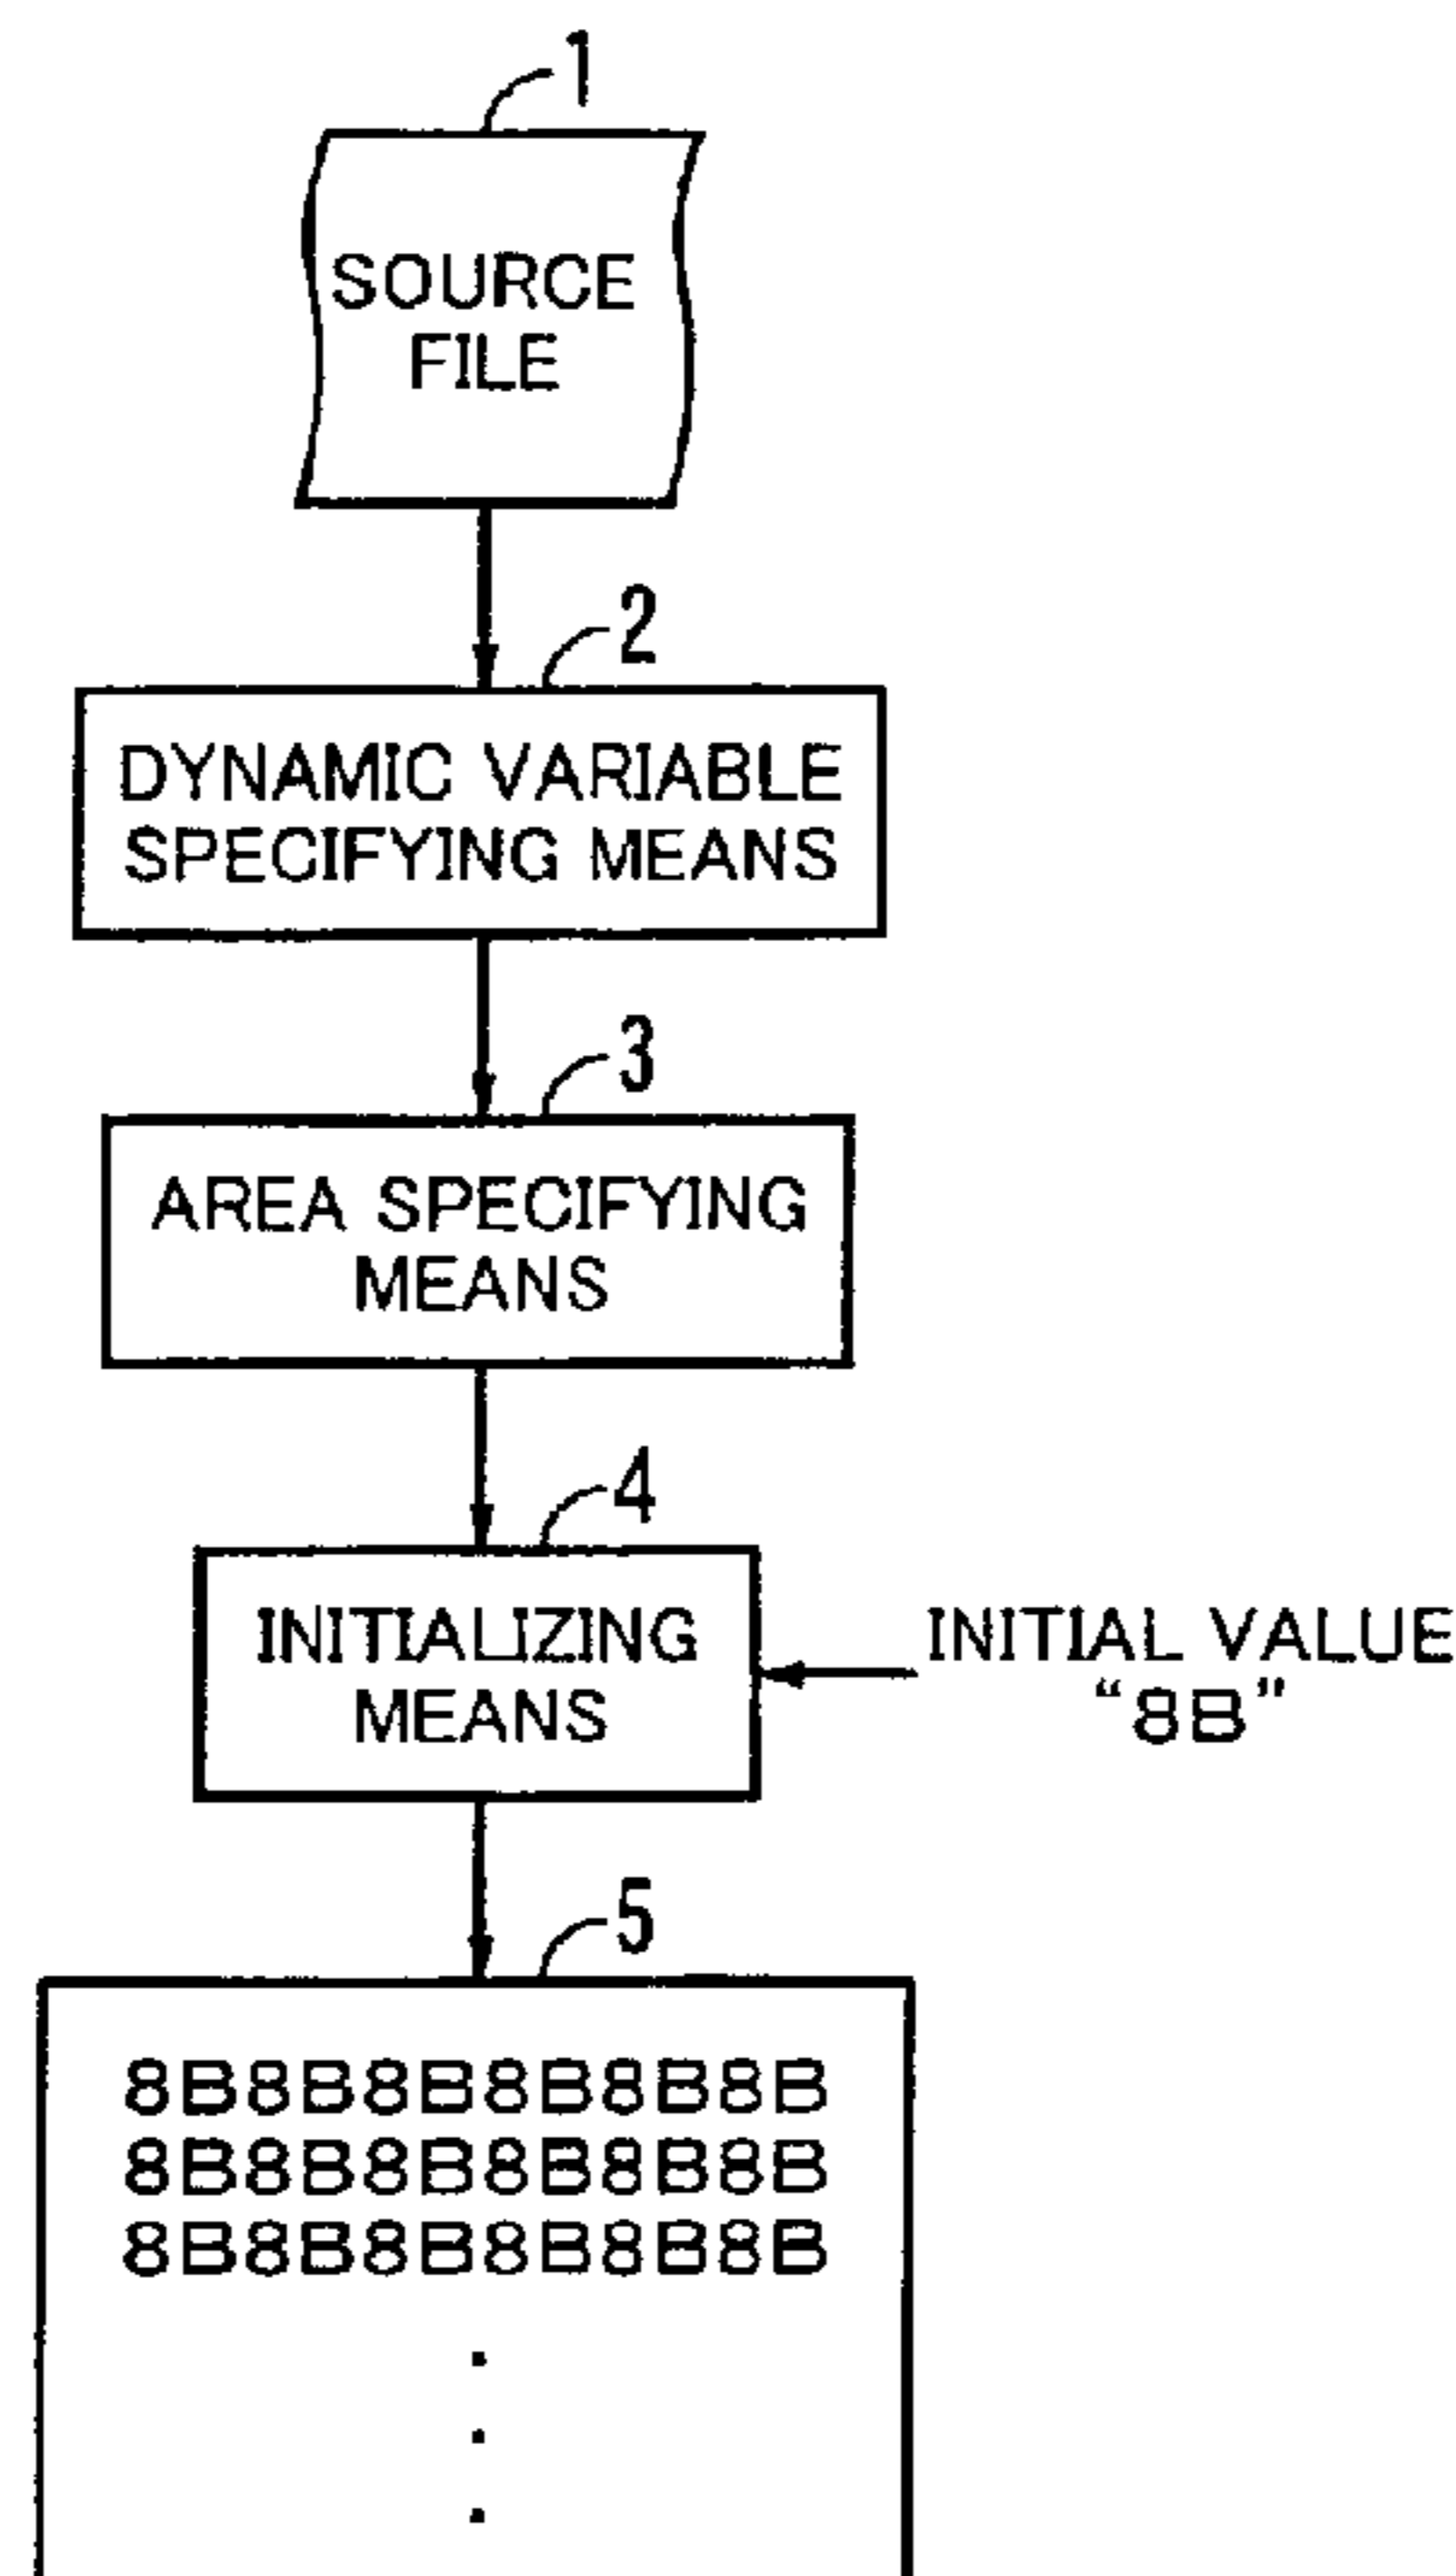 1
SOURCE
FILE
2
DYNAMIC VARIABLE
SPECIFYING MEANS
3
AREA SPECIFYING
MEANS
4
INITIALIZING
MEANS
INITIAL VALUE
“8B”
5
8B8B8B8B8B8B
8B8B8B8B8B8B
8B8B8B8B8B8B
.
.
.